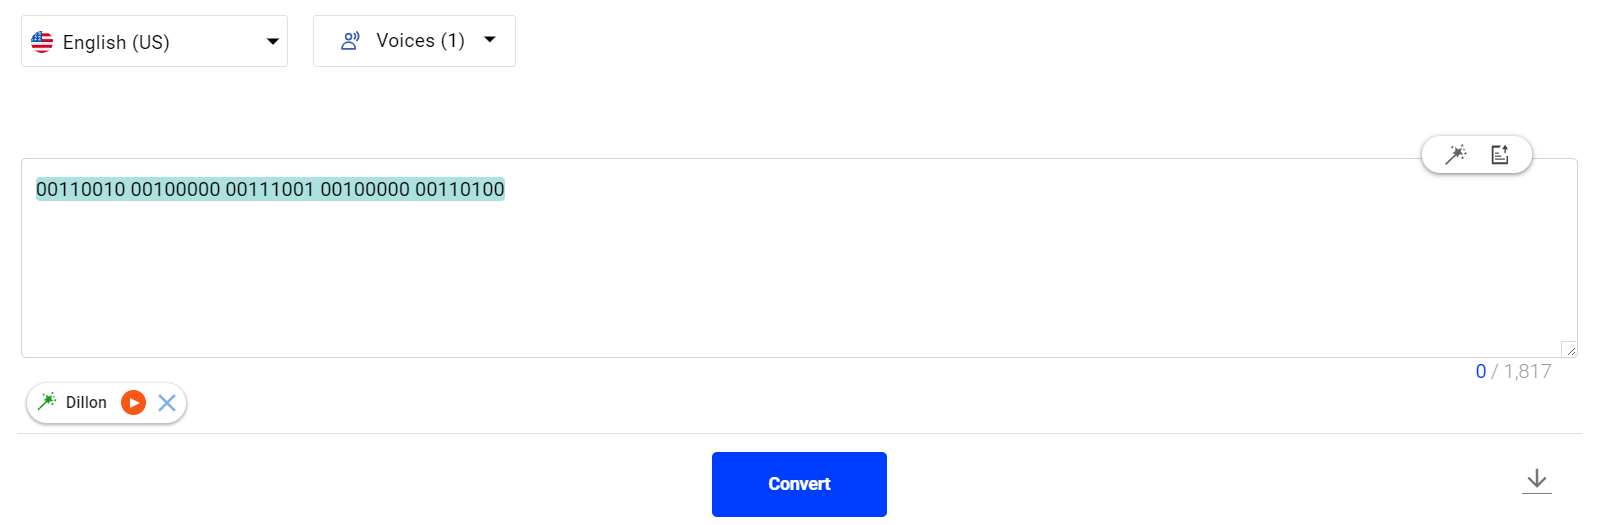 English (US)
Voices (1)
00110010 00100000 00111001 00100000 00110100
0 / 1,817
Dillon
Convert